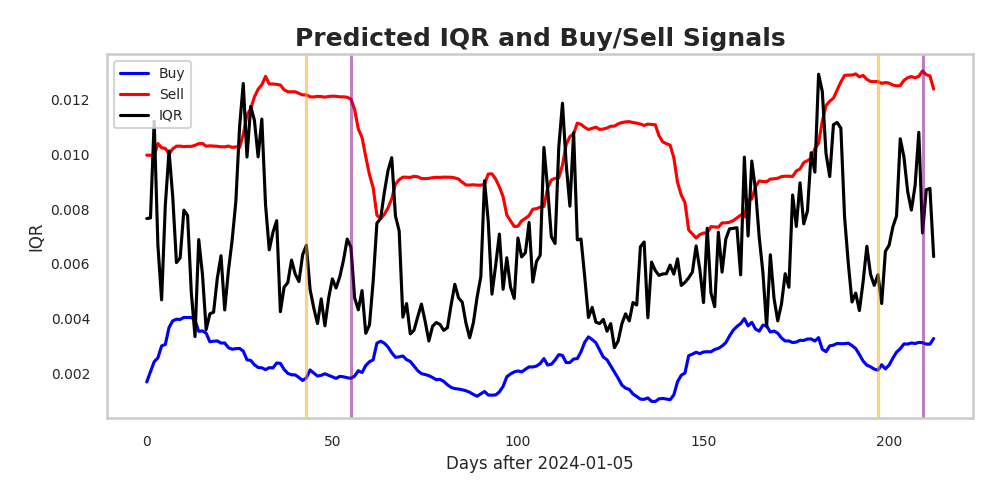 Predicted IQR and Buy/Sell Signals
Buy
Sell
IQR
0.012
0.010
0.008
0.006
0.004
0.002
IQR
0
50
100
150
200
Days after 2024-01-05